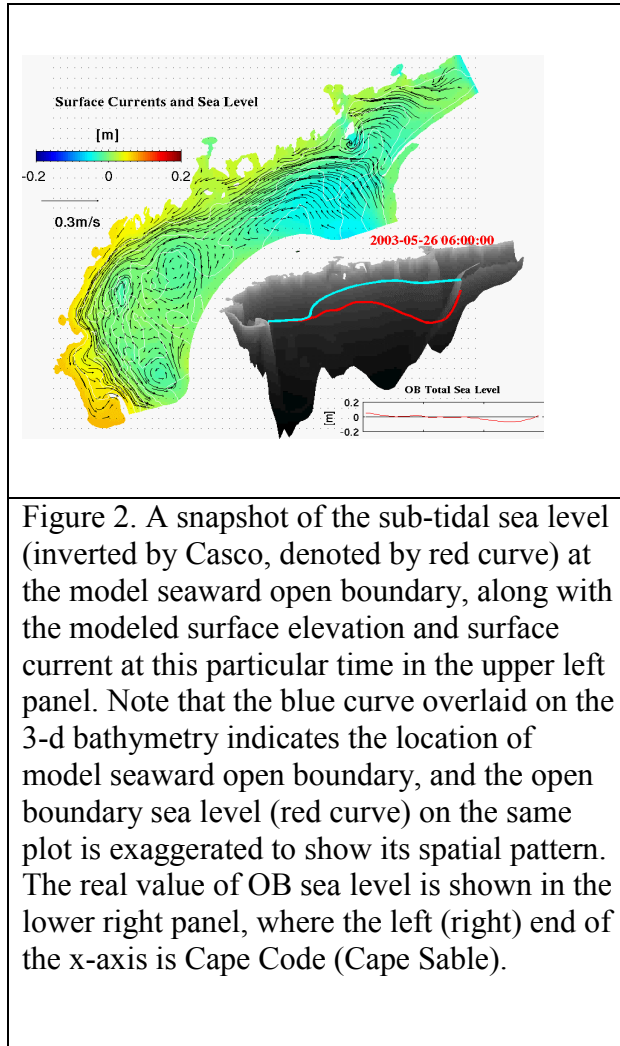 Surface Currents and Sea Level
[m]
-0.2 0 0.2
0.3m/s
2003-05-26 06:00:00
OB Total Sea Level
0.2
0
-0.2
[m]
Figure 2. A snapshot of the sub-tidal sea level
(inverted by Casco, denoted by red curve) at
the model seaward open boundary, along with
the modeled surface elevation and surface
current at this particular time in the upper left
panel. Note that the blue curve overlaid on the
3-d bathymetry indicates the location of
model seaward open boundary, and the open
boundary sea level (red curve) on the same
plot is exaggerated to show its spatial pattern.
The real value of OB sea level is shown in the
lower right panel, where the left (right) end of
the x-axis is Cape Code (Cape Sable).